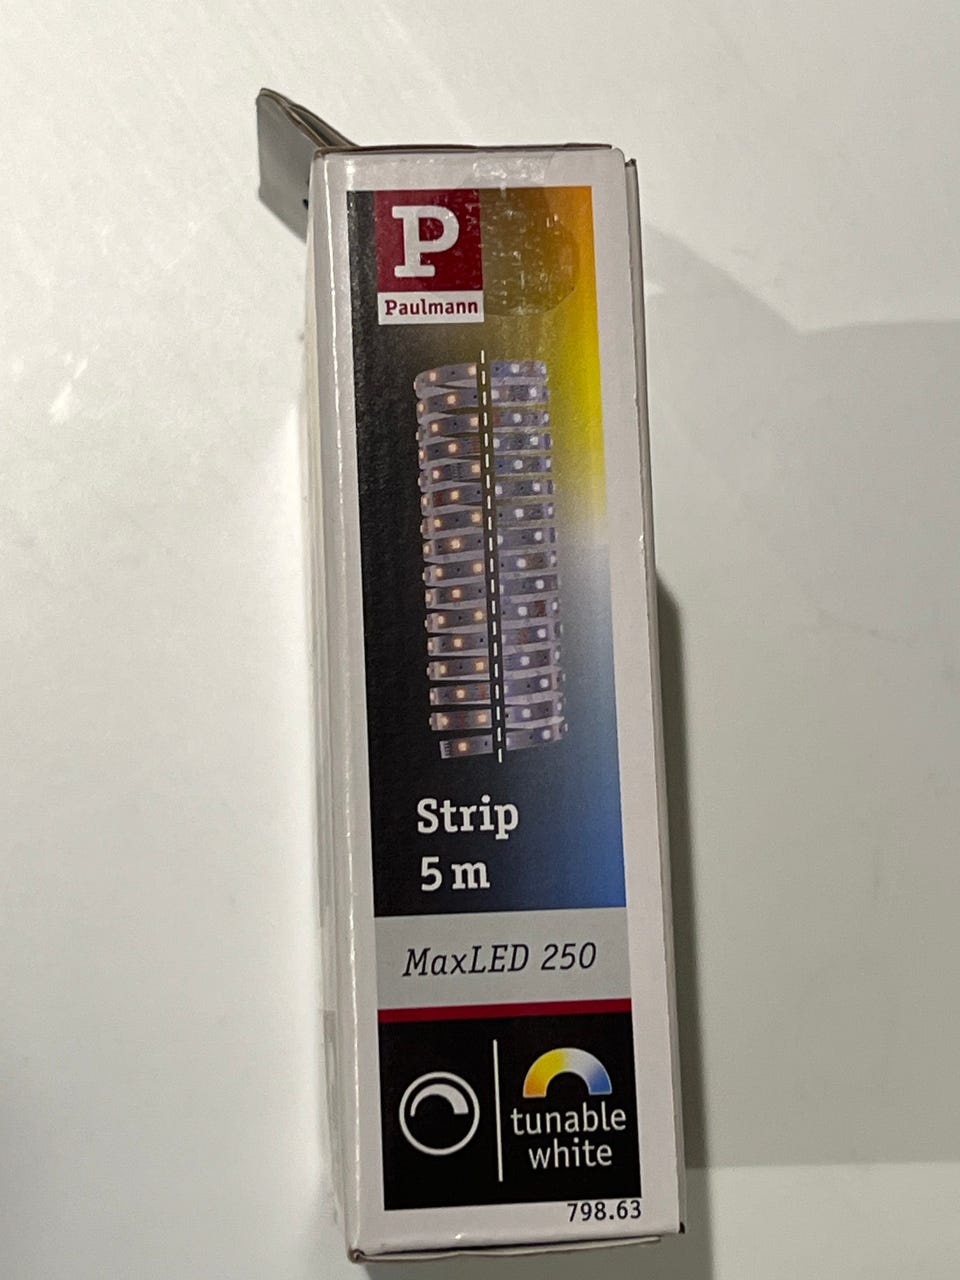 P
Paulmann
Strip
5 m
MaxLED 250
tunable
white
798.63